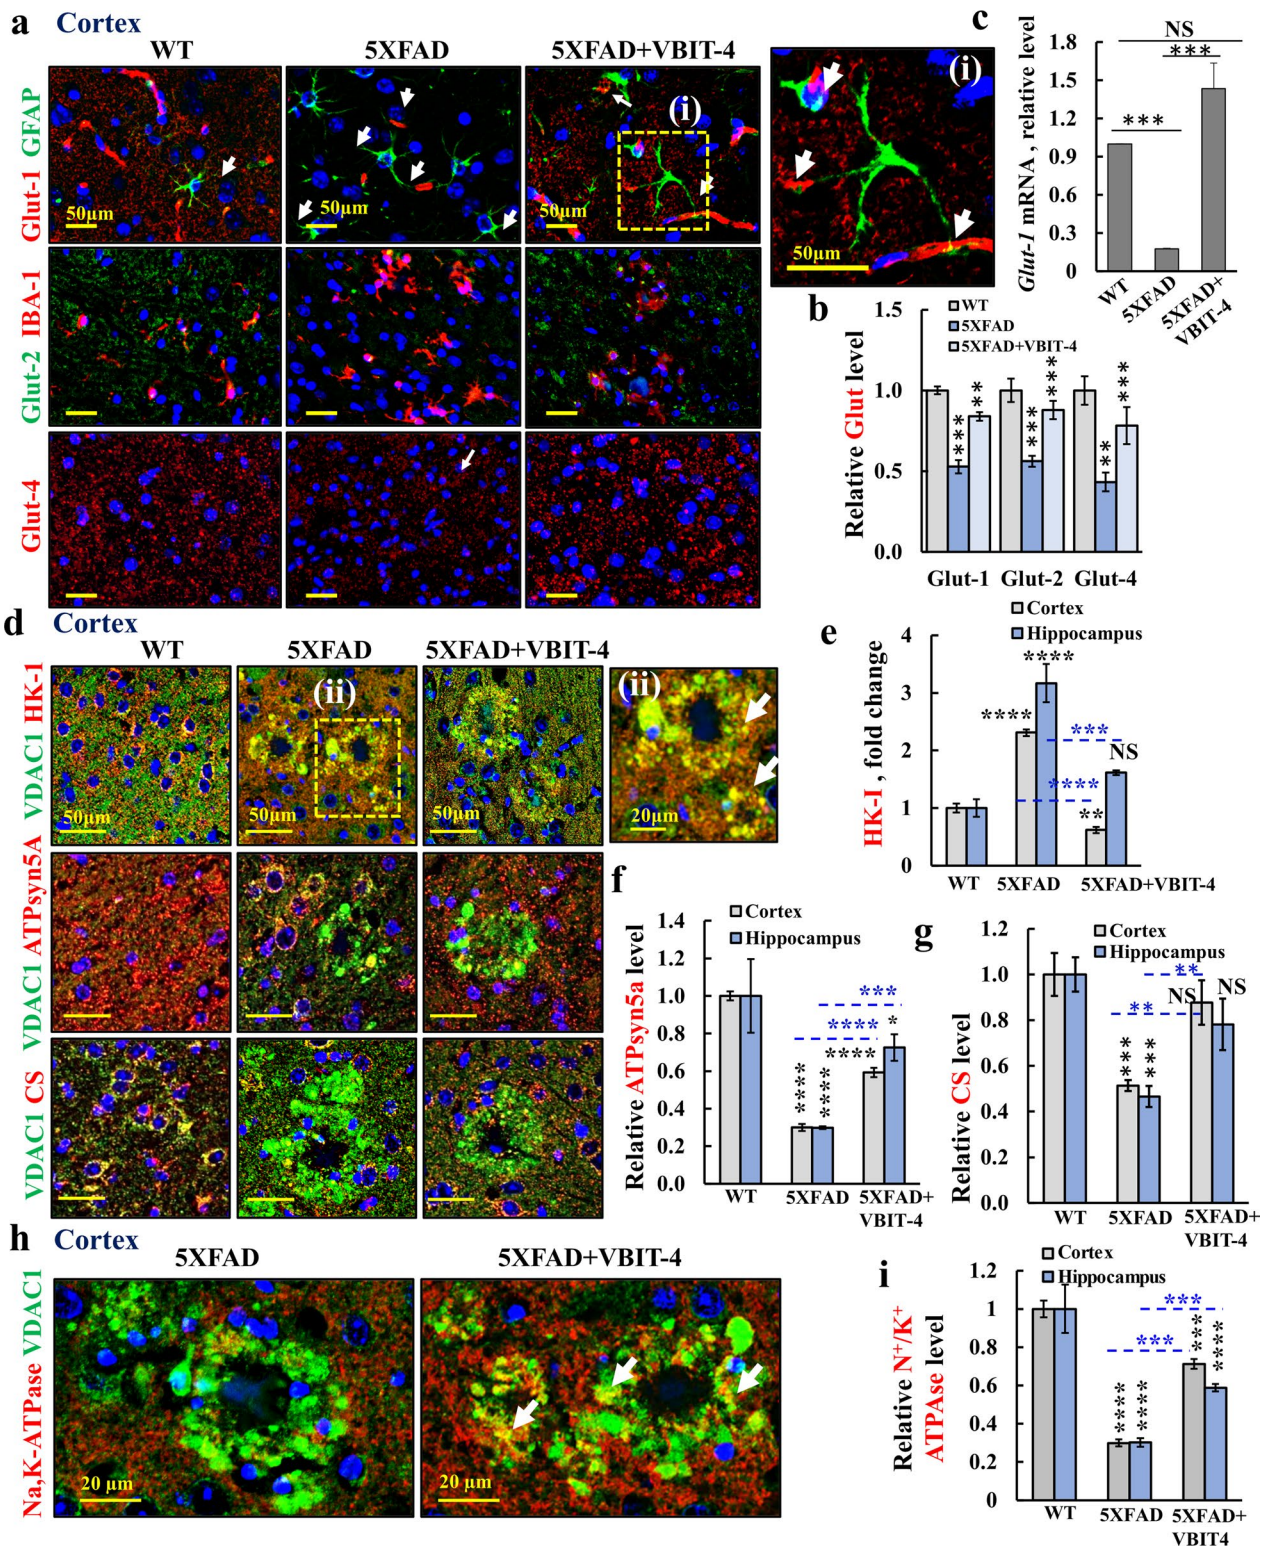 a Cortex
WT 5XFAD 5XFAD+VBIT-4
Glut-1 GFAP
50µm 50µm 50µm
(i)
(i)
50µm
Glut-2 IBA-1
Glut-4
c
Glut-1 mRNA , relative level
NS
***
***
1.8
1.5
1.2
0.9
0.6
0.3
0
WT 5XFAD 5XFAD+
VBIT-4
b
WT
5XFAD
5XFAD+VBIT-4
Relative Glut level
1.5
1.0
0.5
0.0
*** ** *** *** ** ***
Glut-1 Glut-2 Glut-4
d Cortex
WT 5XFAD 5XFAD+VBIT-4
VDAC1 HK-1
(ii)
(ii)
50µm 50µm 50µm 20µm
VDAC1 ATPsyn5A
VDAC1 CS
e
Cortex
Hippocampus
HK-I , fold change
4
3
2
1
0
**** ****
***
NS
****
**
WT 5XFAD 5XFAD+VBIT-4
f
Cortex
Hippocampus
Relative ATPsyn5a level
1.4
1.2
1.0
0.8
0.6
0.4
0.2
0.0
***
**** *
****
**** ****
WT 5XFAD 5XFAD+
VBIT-4
g
Cortex
Hippocampus
Relative CS level
1.2
1.0
0.8
0.6
0.4
0.2
0.0
**
** NS NS
*** ***
WT 5XFAD 5XFAD+
VBIT-4
h Cortex
5XFAD 5XFAD+VBIT-4
Na,K-ATPase VDAC1
20 µm 20 µm
i
Cortex
Hippocampus
Relative N⁺/K⁺
ATPAse level
1.2
1
0.8
0.6
0.4
0.2
0
***
*** *** ****
**** ****
WT 5XFAD 5XFAD+
VBIT4